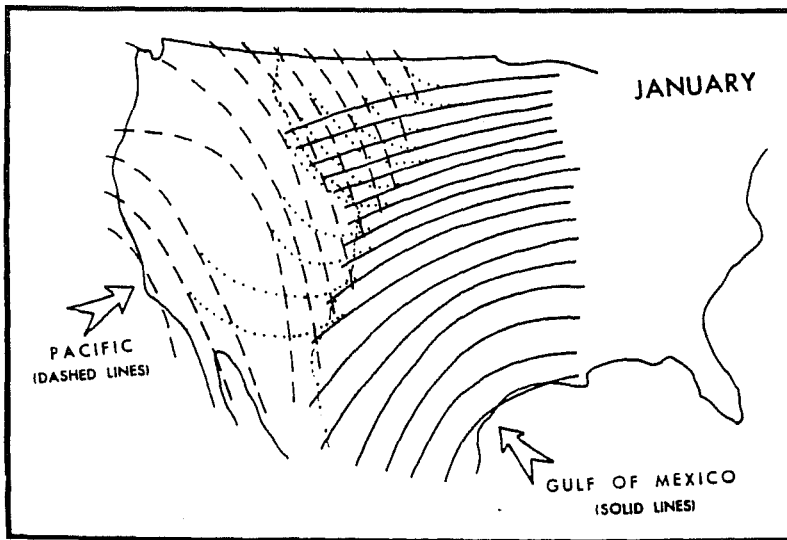 JANUARY
PACIFIC
(DASHED LINES)
GULF OF MEXICO
(SOLID LINES)